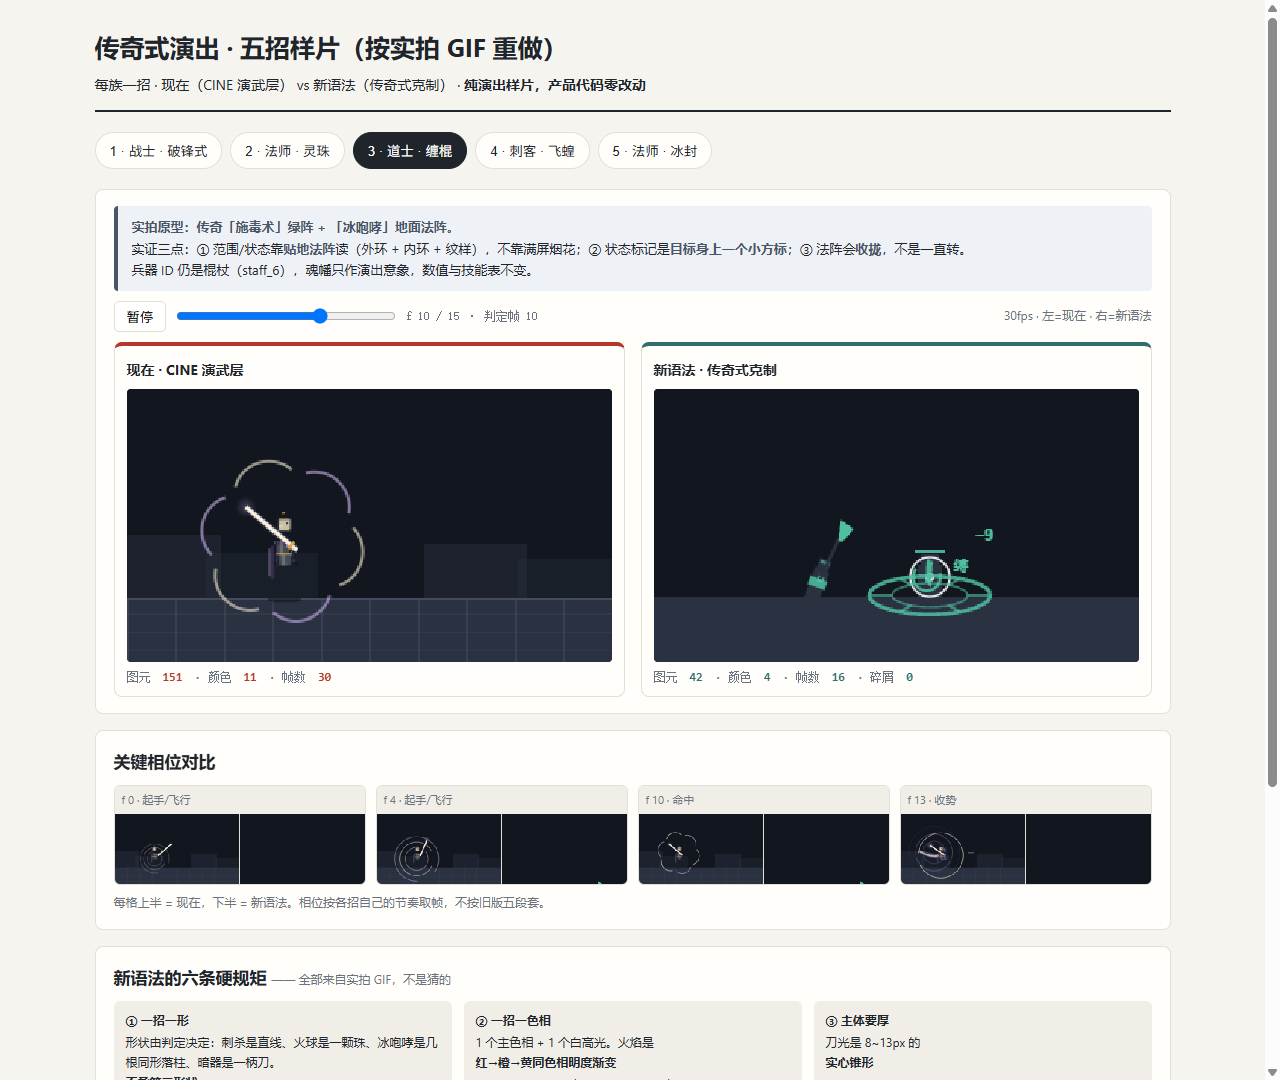 传奇式演出 · 五招样片（按实拍 GIF 重做）
每族一招 · 现在（CINE 演武层） vs 新语法（传奇式克制） · 纯演出样片，产品代码零改动
1 · 战士 · 破锋式
2 · 法师 · 灵珠
3 · 道士 · 缠棍
4 · 刺客 · 飞蝗
5 · 法师 · 冰封
实拍原型：传奇「施毒术」绿阵 + 「冰咆哮」地面法阵。
实证三点：① 范围/状态靠贴地法阵读（外环 + 内环 + 纹样），不靠满屏烟花；② 状态标记是目标身上一个小方标；③ 法阵会收拢，不是一直转。
兵器 ID 仍是棍杖（staff_6），魂幡只作演出意象，数值与技能表不变。
暂停
f 10 / 15 · 判定帧 10
30fps · 左=现在 · 右=新语法
现在 · CINE 演武层
新语法 · 传奇式克制
-9
缚
图元 151 · 颜色 11 · 帧数 30
图元 42 · 颜色 4 · 帧数 16 · 碎屑 0
关键相位对比
f 0 · 起手/飞行
f 4 · 起手/飞行
f 10 · 命中
f 13 · 收势
每格上半 = 现在，下半 = 新语法。相位按各招自己的节奏取帧，不按旧版五段套。
新语法的六条硬规矩 —— 全部来自实拍 GIF，不是猜的
① 一招一形
形状由判定决定：刺杀是直线、火球是一颗珠、冰咆哮是几
根同形落柱、暗器是一柄刀。
② 一招一色相
1 个主色相 + 1 个白高光。火焰是
红→橙→黄同色相明度渐变
③ 主体要厚
刀光是 8~13px 的
实心锥形